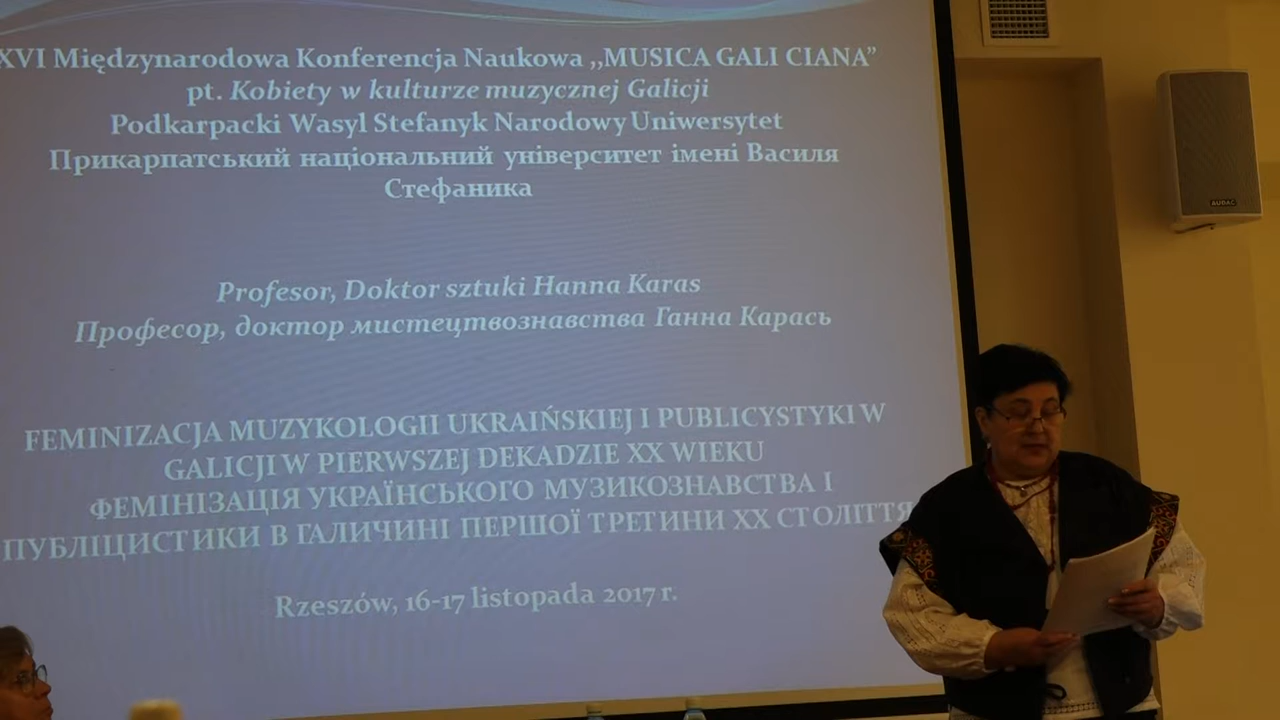 XVI Międzynarodowa Konferencja Naukowa ,,MUSICA GALI CIANA”
pt. Kobiety w kulturze muzycznej Galicji
Podkarpacki Wasyl Stefanyk Narodowy Uniwersytet
Прикарпатський національний університет імені Василя
Стефаника
Profesor, Doktor sztuki Hanna Karas
Професор, доктор мистецтвознавства Ганна Карась
FEMINIZACJA MUZYKOLOGII UKRAIŃSKIEJ I PUBLICYSTYKI W
GALICJI W PIERWSZEJ DEKADZIE XX WIEKU
ФЕМІНІЗАЦІЯ УКРАЇНСЬКОГО МУЗИКОЗНАВСТВА І
ПУБЛІЦИСТИКИ В ГАЛИЧИНІ ПЕРШОЇ ТРЕТИНИ ХХ СТОЛІТТЯ
Rzeszów, 16-17 listopada 2017 r.
AUDAC